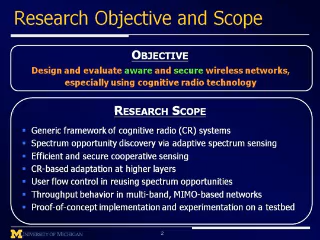 Research Objective and Scope
OBJECTIVE
Design and evaluate aware and secure wireless networks,
especially using cognitive radio technology
RESEARCH SCOPE
• Generic framework of cognitive radio (CR) systems
• Spectrum opportunity discovery via adaptive spectrum sensing
• Efficient and secure cooperative sensing
• CR-based adaptation at higher layers
• User flow control in reusing spectrum opportunities
• Throughput behavior in multi-band, MIMO-based networks
• Proof-of-concept implementation and experimentation on a testbed
M UNIVERSITY OF MICHIGAN
2